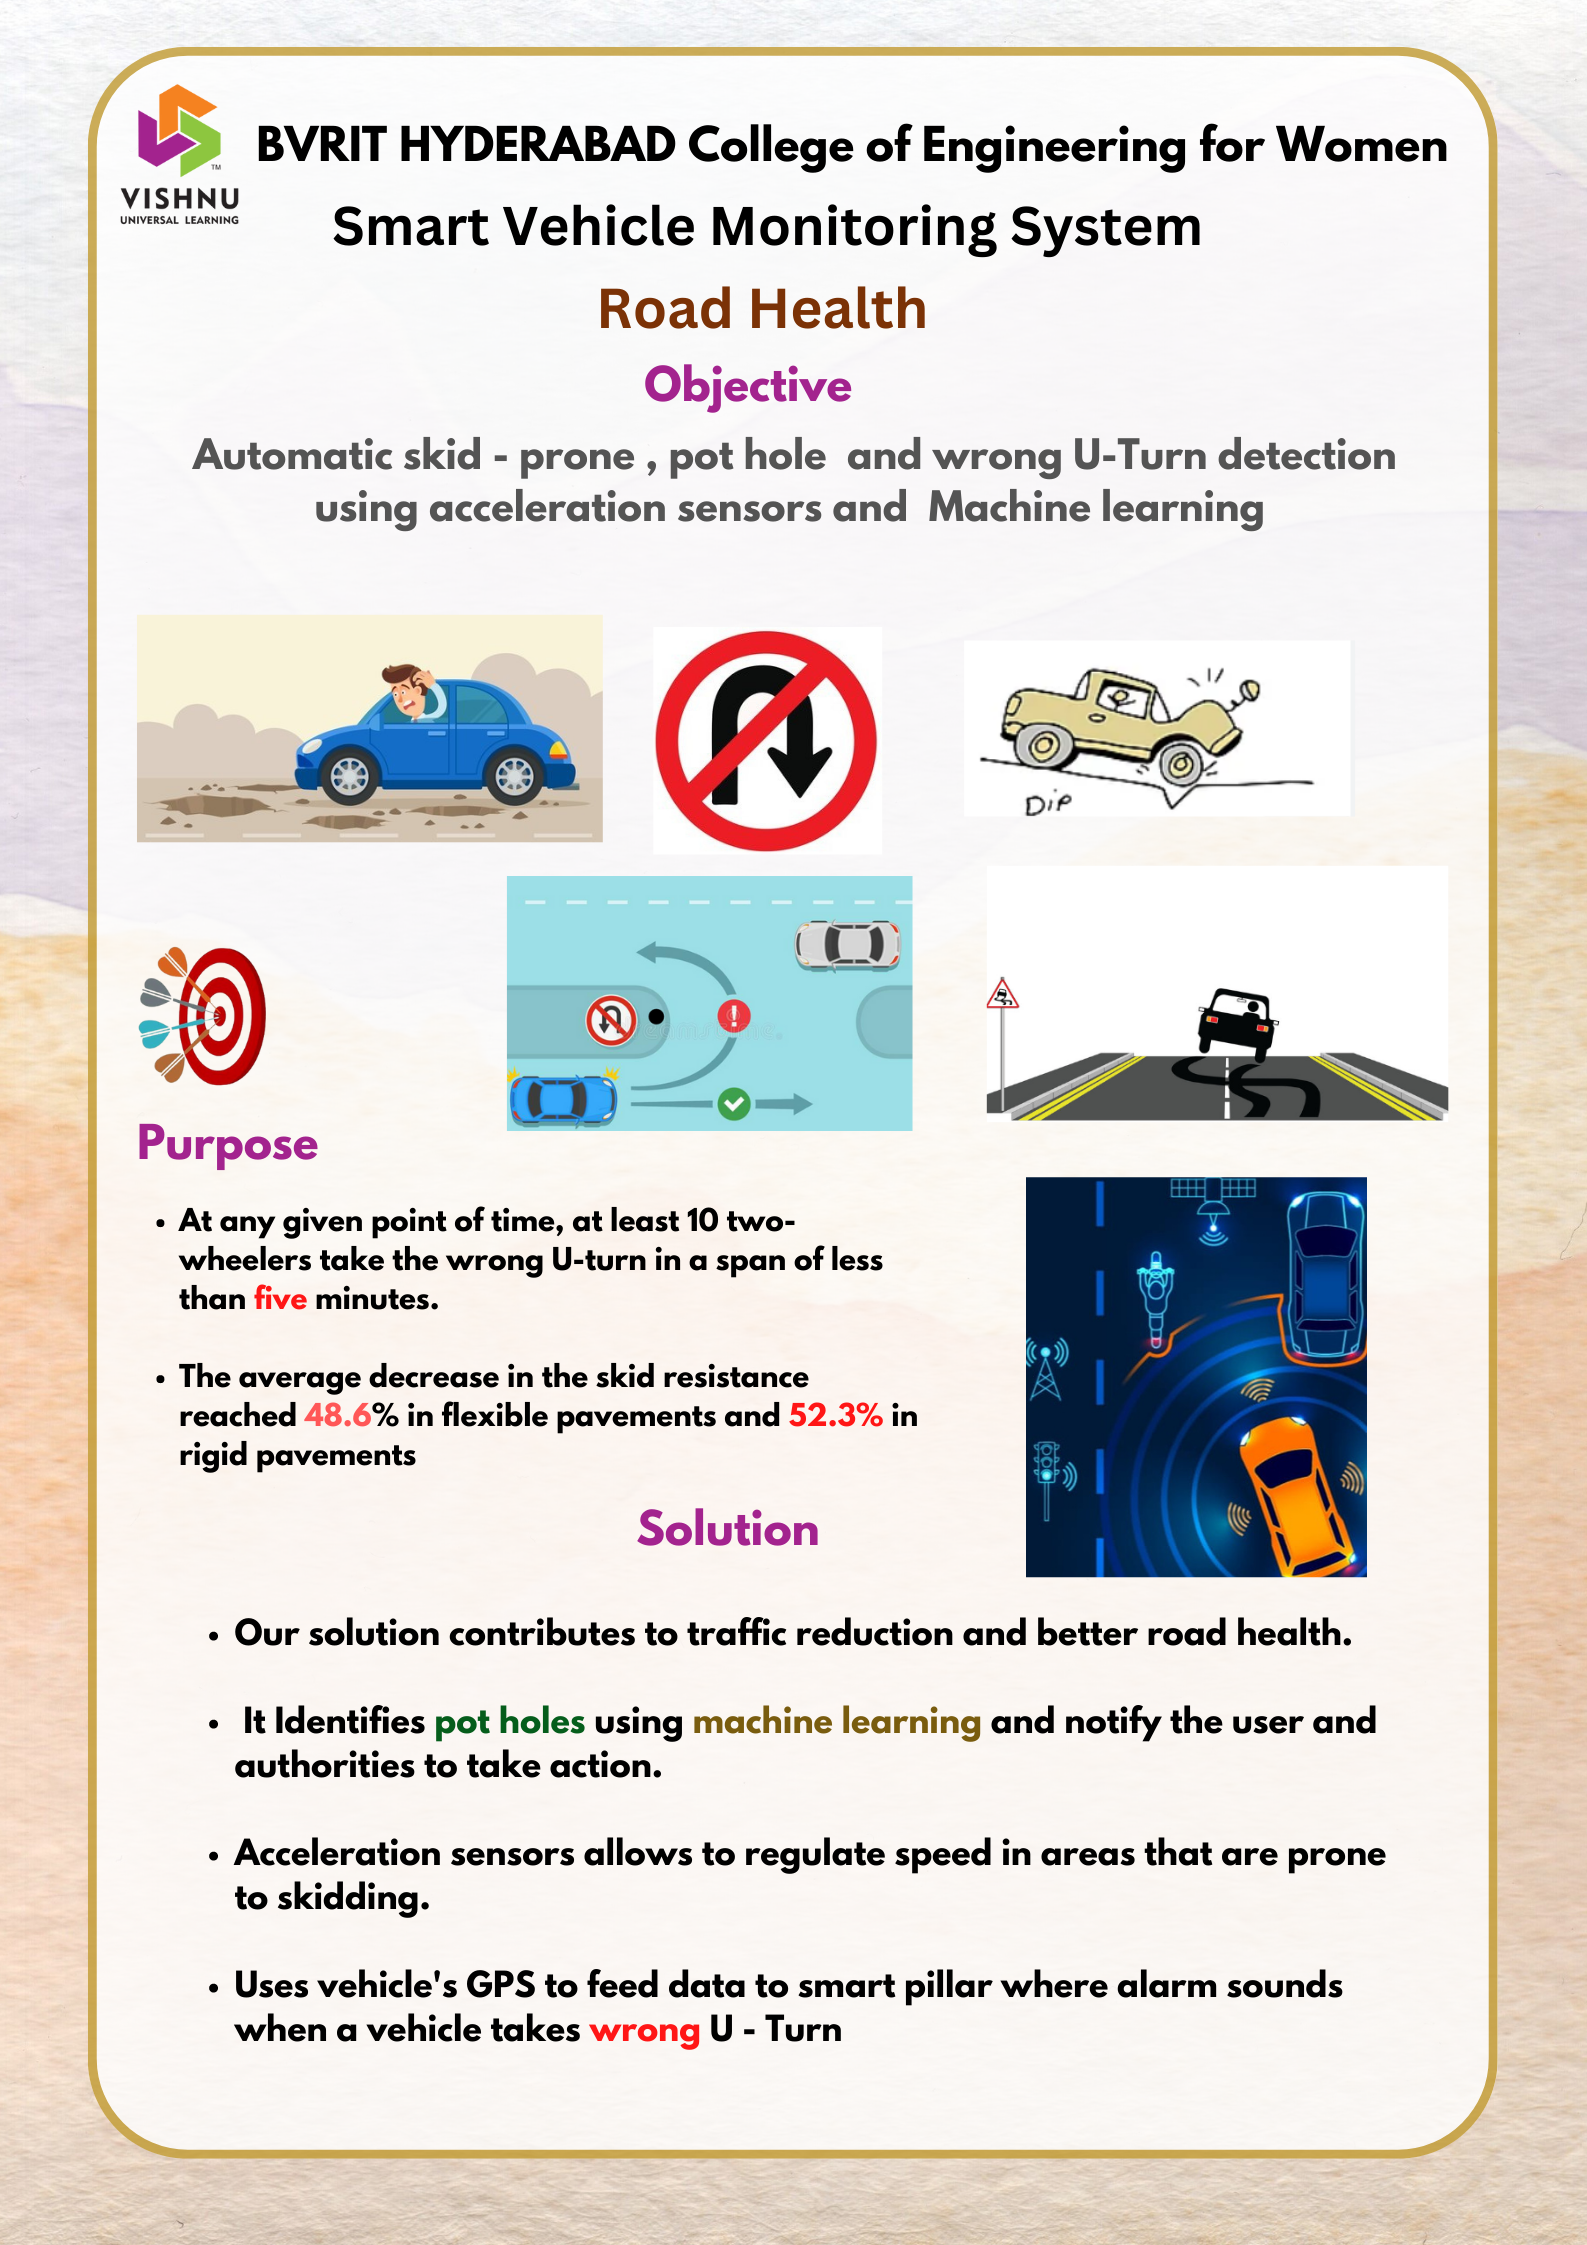 BVRIT HYDERABAD College of Engineering for Women
TM
VISHNU
UNIVERSAL LEARNING
Smart Vehicle Monitoring System
Road Health
Objective
Automatic skid - prone , pot hole and wrong U-Turn detection
using acceleration sensors and Machine learning
Dip
Purpose
• At any given point of time, at least 10 two-
wheelers take the wrong U-turn in a span of less
than five minutes.
• The average decrease in the skid resistance
reached 48.6% in flexible pavements and 52.3% in
rigid pavements
Solution
• Our solution contributes to traffic reduction and better road health.
• It Identifies pot holes using machine learning and notify the user and
authorities to take action.
• Acceleration sensors allows to regulate speed in areas that are prone
to skidding.
• Uses vehicle's GPS to feed data to smart pillar where alarm sounds
when a vehicle takes wrong U - Turn